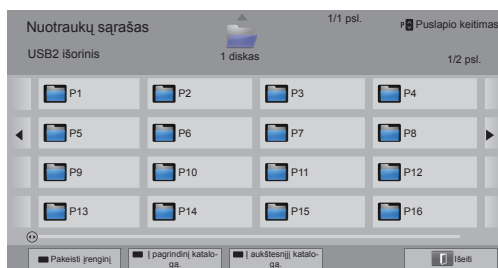 Nuotraukų sąrašas
1/1 psl.
P Puslapio keitimas
USB2 išorinis
1 diskas
1/2 psl.
P1 P2 P3 P4
P5 P6 P7 P8
P9 P10 P11 P12
P13 P14 P15 P16
Pakeisti įrenginį
Į pagrindinį katalo-
gą.
Į aukštesnįjį katalo-
gą.
Išeiti